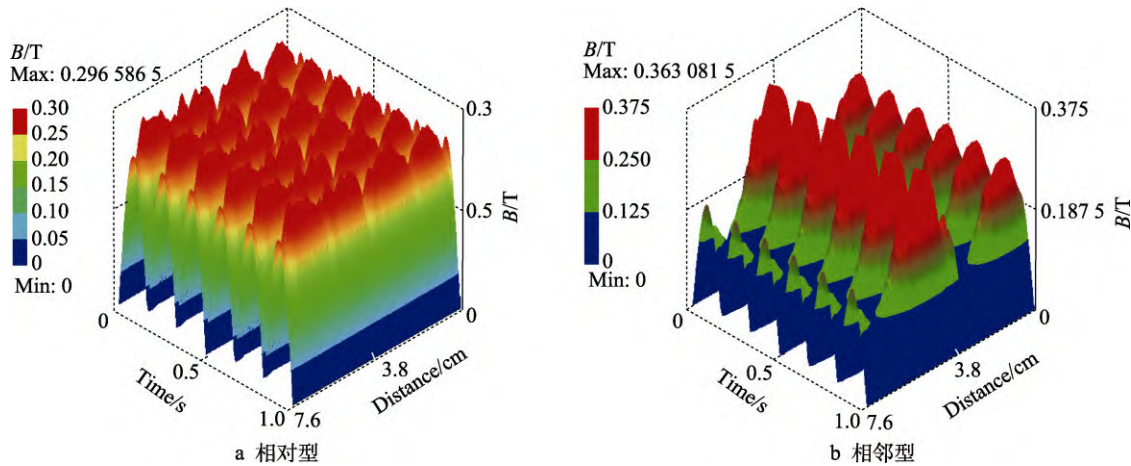 B/T
Max: 0.296 586 5
0.30
0.25
0.20
0.15
0.10
0.05
0
Min: 0
0.3
0.5
B/T
0
0
0.5
3.8
1.0
7.6
Time/s
Distance/cm
a 相对型
B/T
Max: 0.363 081 5
0.375
0.250
0.125
0
Min: 0
0.375
0.187 5
B/T
0
0
0.5
3.8
1.0
7.6
Time/s
Distance/cm
b 相邻型